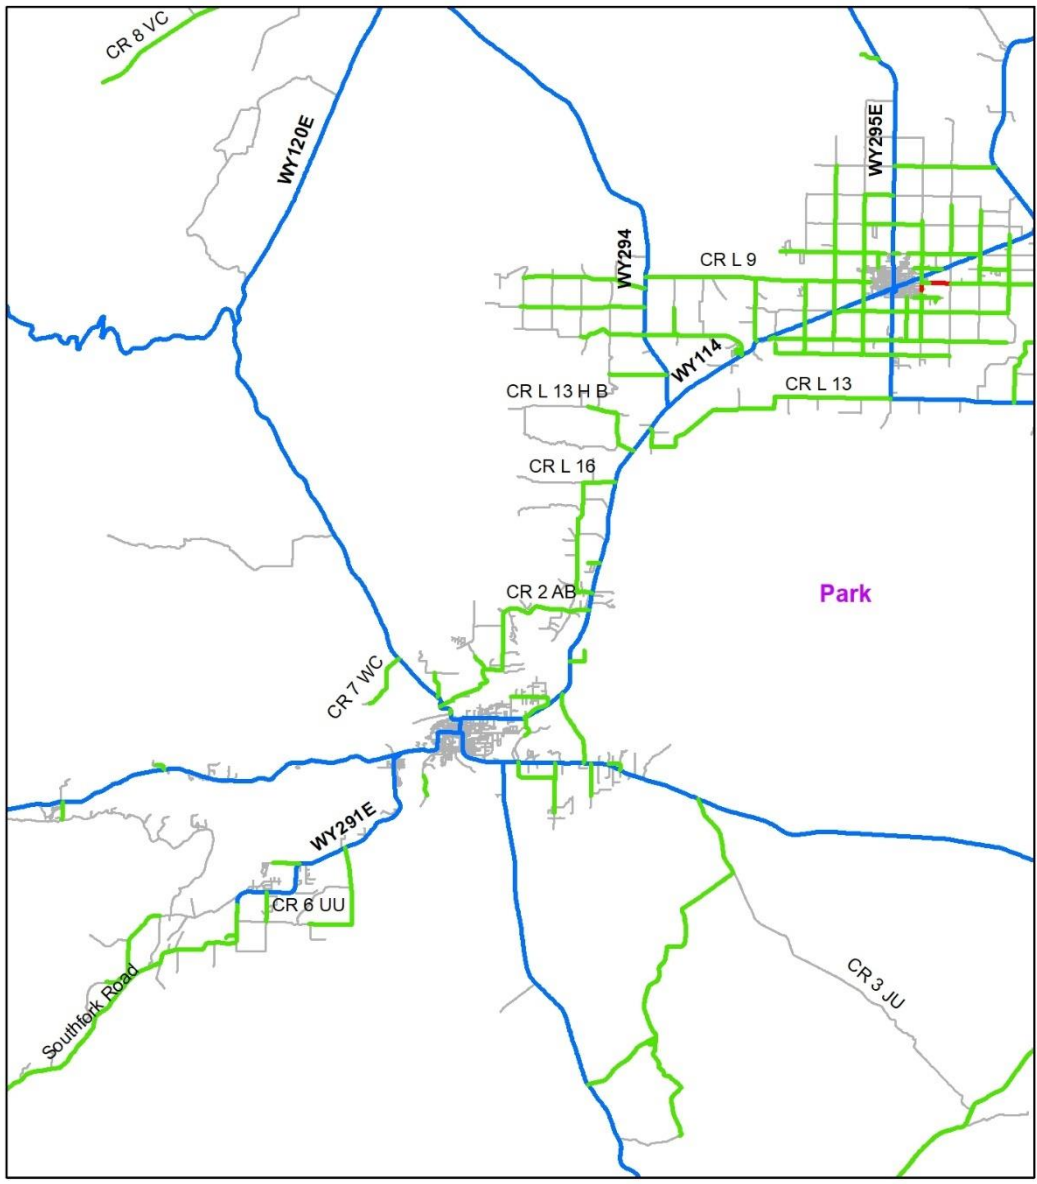 CR 8 VC
WY120E
WY295E
WY294
CR L 9
WY114
CR L 13
CR L 13 H B
CR L 16
Park
CR 2 AB
CR 7 WC
WY291E
CR 6 UU
Southfork Road
CR 3 JU